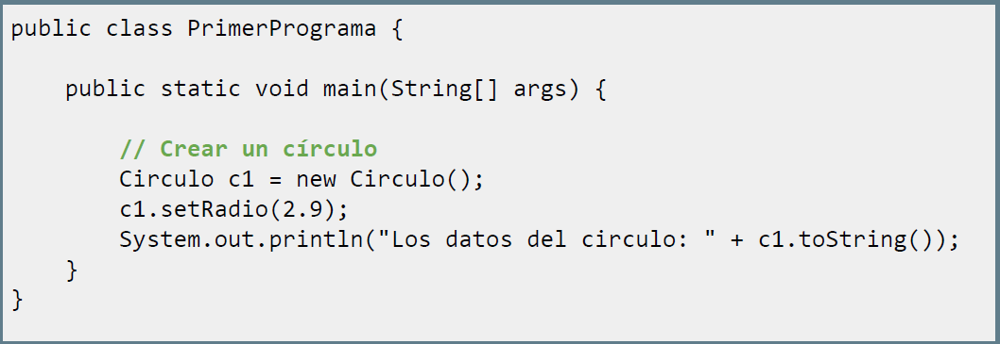 public class PrimerPrograma {
public static void main(String[] args) {
// Crear un círculo
Circulo c1 = new Circulo();
c1.setRadio(2.9);
System.out.println("Los datos del circulo: " + c1.toString());
}
}